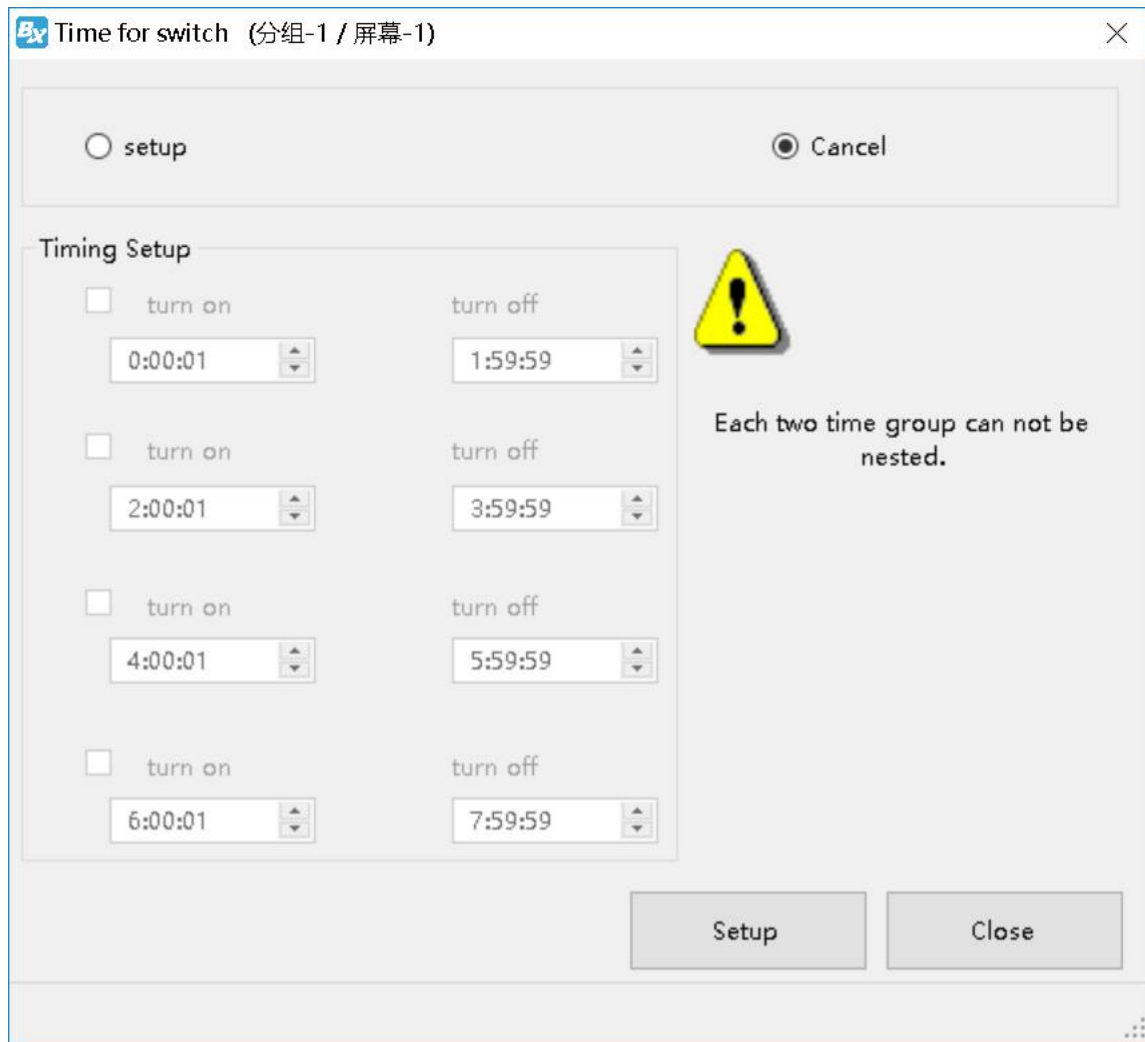 BX Time for switch (分组-1 / 屏幕-1)
setup Cancel
Timing Setup
turn on turn off
0:00:01 1:59:59
Each two time group can not be
nested.
turn on turn off
2:00:01 3:59:59
turn on turn off
4:00:01 5:59:59
turn on turn off
6:00:01 7:59:59
Setup Close